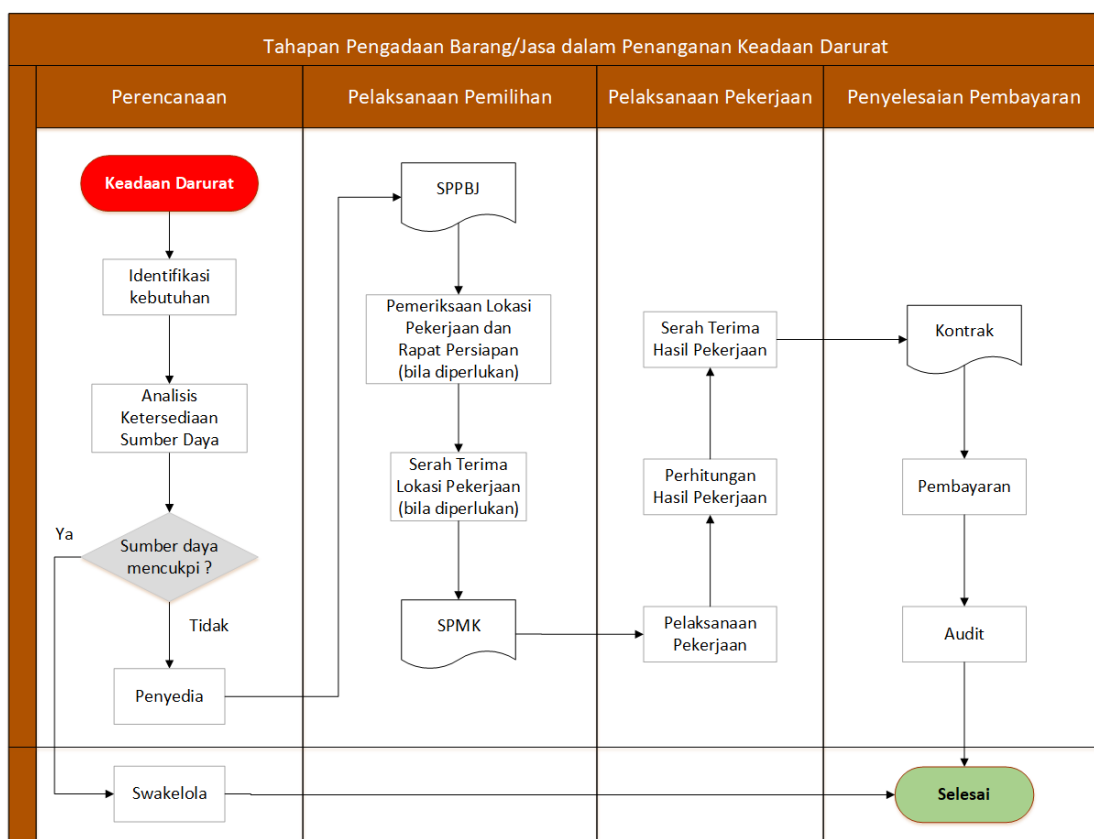 Tahapan Pengadaan Barang/Jasa dalam Penanganan Keadaan Darurat
Perencanaan
Pelaksanaan Pemilihan
Pelaksanaan Pekerjaan
Penyelesaian Pembayaran
Keadaan Darurat
Identifikasi
kebutuhan
Analisis
Ketersediaan
Sumber Daya
Ya
Sumber daya
mencukpi ?
Tidak
Penyedia
Swakelola
SPPBJ
Pemeriksaan Lokasi
Pekerjaan dan
Rapat Persiapan
(bila diperlukan)
Serah Terima
Lokasi Pekerjaan
(bila diperlukan)
SPMK
Serah Terima
Hasil Pekerjaan
Perhitungan
Hasil Pekerjaan
Pelaksanaan
Pekerjaan
Kontrak
Pembayaran
Audit
Selesai